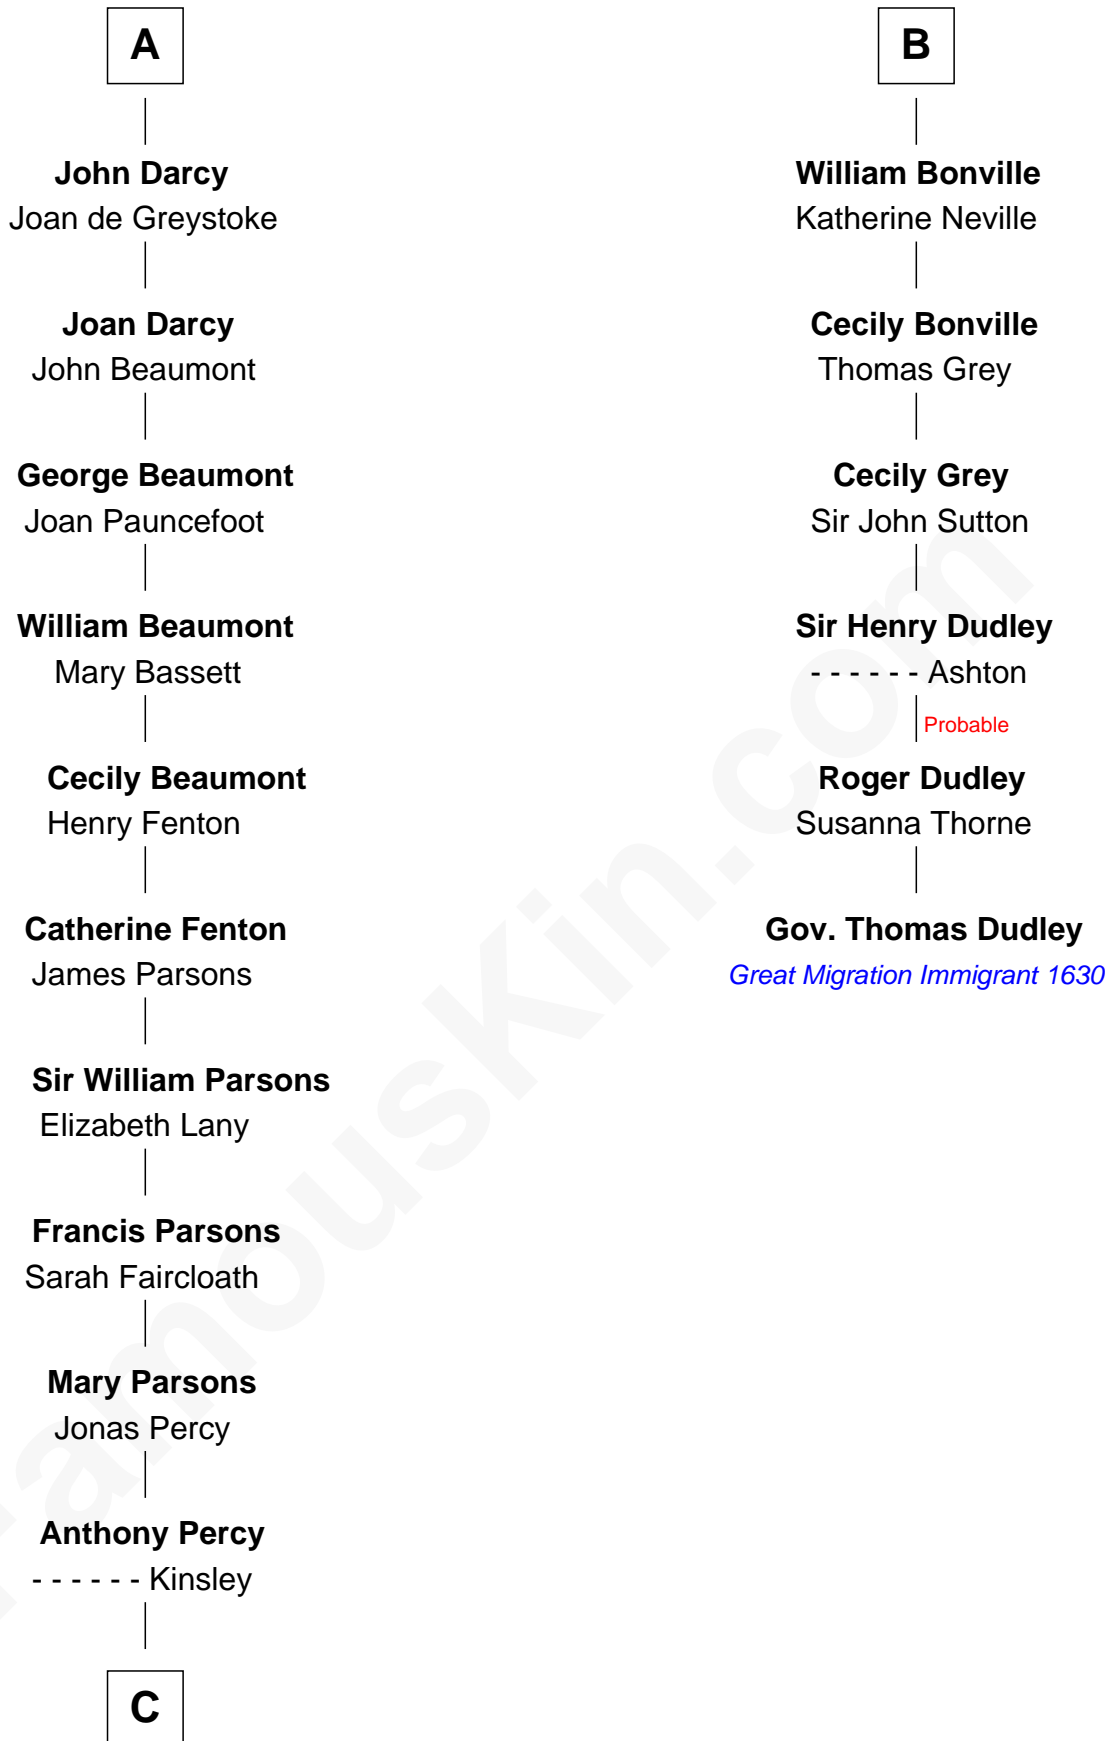 A
John Darcy
Joan de Greystoke
Joan Darcy
John Beaumont
George Beaumont
Joan Pauncefoot
William Beaumont
Mary Bassett
Cecily Beaumont
Henry Fenton
Catherine Fenton
James Parsons
Sir William Parsons
Elizabeth Lany
Francis Parsons
Sarah Faircloath
Mary Parsons
Jonas Percy
Anthony Percy
- - - - - - Kinsley
C
B
William Bonville
Katherine Neville
Cecily Bonville
Thomas Grey
Cecily Grey
Sir John Sutton
Sir Henry Dudley
- - - - - - Ashton
Probable
Roger Dudley
Susanna Thorne
Gov. Thomas Dudley
Great Migration Immigrant 1630
FamousKin.com